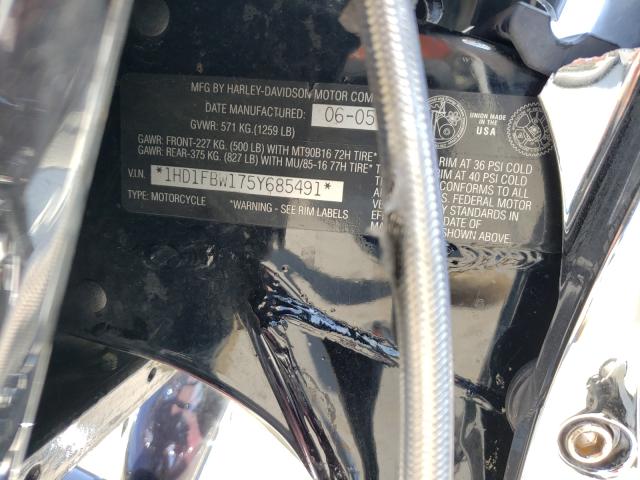 MFG BY HARLEY-DAVIDSON MOTOR COM
DATE MANUFACTURED: 06-05
GVWR: 571 KG.(1259 LB)
GAWR: FRONT-227 KG. (500 LB) WITH MT90B16 72H TIRE* RIM AT 36 PSI COLD
GAWR: REAR-375 KG. (827 LB) WITH MU/85-16 77H TIRE* RIM AT 40 PSI COLD
V.I.N. *1HD1FBW175Y685491* CONFORMS TO ALL
TYPE: MOTORCYCLE *WARNING - SEE RIM LABELS
U.S. FEDERAL MOTOR
SAFETY STANDARDS IN
DATE OF
SHOWN ABOVE.
UNION MADE
IN THE
USA